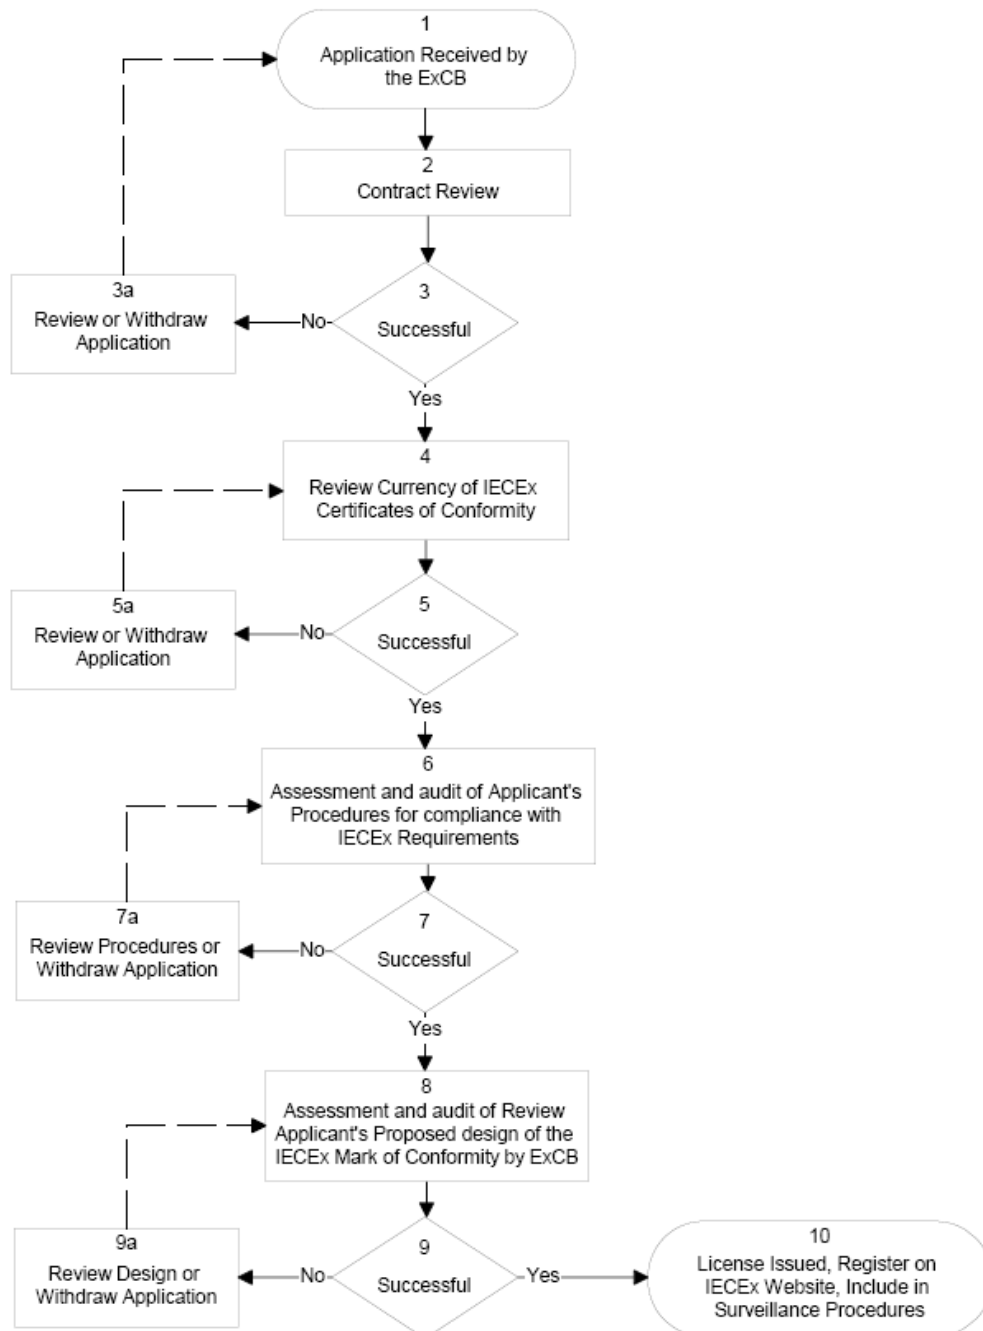 1
Application Received by
the ExCB
2
Contract Review
3
Successful
No
3a
Review or Withdraw
Application
Yes
4
Review Currency of IECEx
Certificates of Conformity
5
Successful
No
5a
Review or Withdraw
Application
Yes
6
Assessment and audit of Applicant's
Procedures for compliance with
IECEx Requirements
7
Successful
No
7a
Review Procedures or
Withdraw Application
Yes
8
Assessment and audit of Review
Applicant's Proposed design of the
IECEx Mark of Conformity by ExCB
9
Successful
No
9a
Review Design or
Withdraw Application
Yes
10
License Issued, Register on
IECEx Website, Include in
Surveillance Procedures